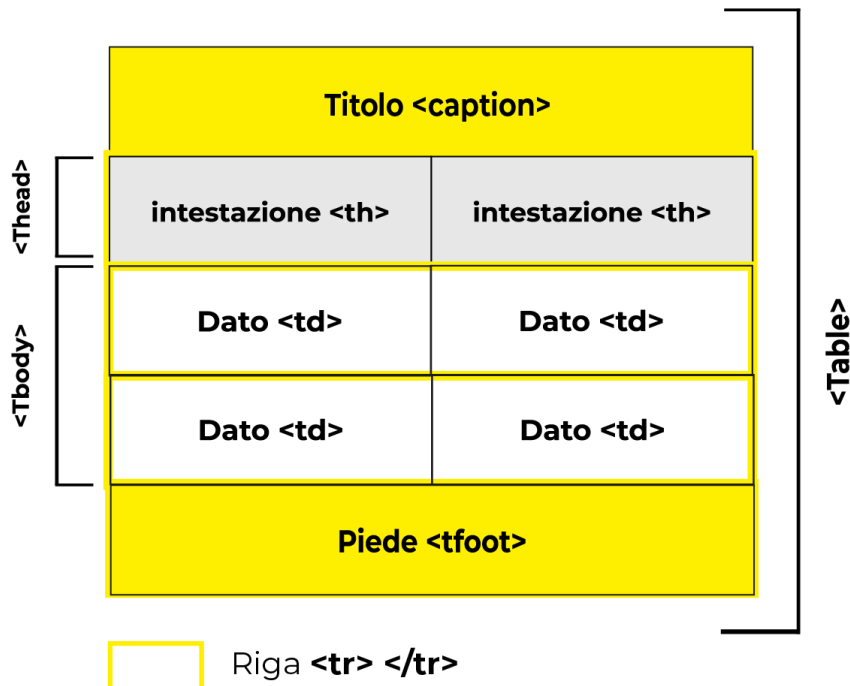 Titolo <caption>
<Thead>
intestazione <th> intestazione <th>
<Tbody>
Dato <td> Dato <td>
Dato <td> Dato <td>
<Table>
Piede <tfoot>
Riga <tr> </tr>